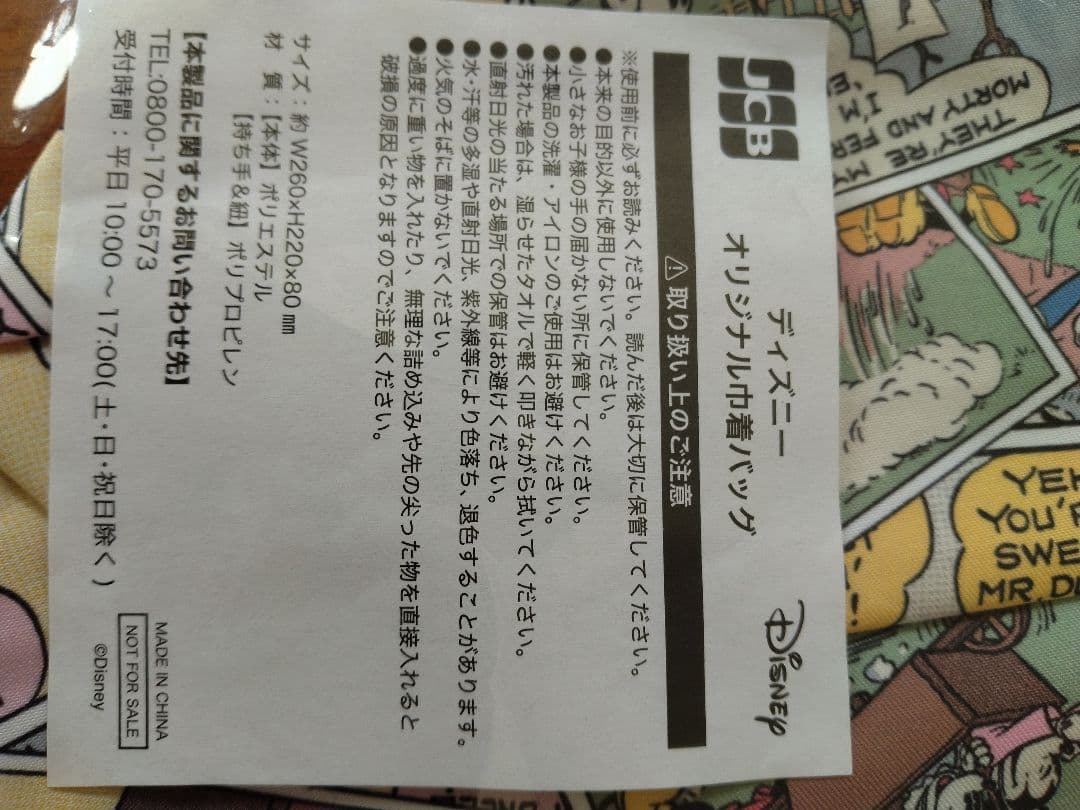 JCB
ディズニー
オリジナル巾着バッグ
Disney
⚠ 取り扱い上のご注意
※使用前に必ずお読みください。読んだ後は大切に保管してください。
●本来の目的以外に使用しないでください。
●小さなお子様の手の届かない所に保管してください。
●本製品の洗濯・アイロンのご使用はお避けください。
●汚れた場合は、湿らせたタオルで軽く叩きながら拭いてください。
●直射日光の当たる場所での保管はお避けください。
●水・汗等の多湿や直射日光、紫外線等により色落ち、退色することがあります。
●火気のそばに置かないでください。
●過度に重い物を入れたり、無理な詰め込みや先の尖った物を直接入れると
破損の原因となりますのでご注意ください。
サイズ：約 W260×H220×80㎜
材　質：【本体】ポリエステル
【持ち手&紐】ポリプロピレン
【本製品に関するお問い合わせ先】
TEL:0800-170-5573
受付時間：平日 10:00 ～ 17:00(土・日・祝日除く)
MADE IN CHINA
NOT FOR SALE
©Disney
THEY'RE
MORTY AND
SWE
MR.